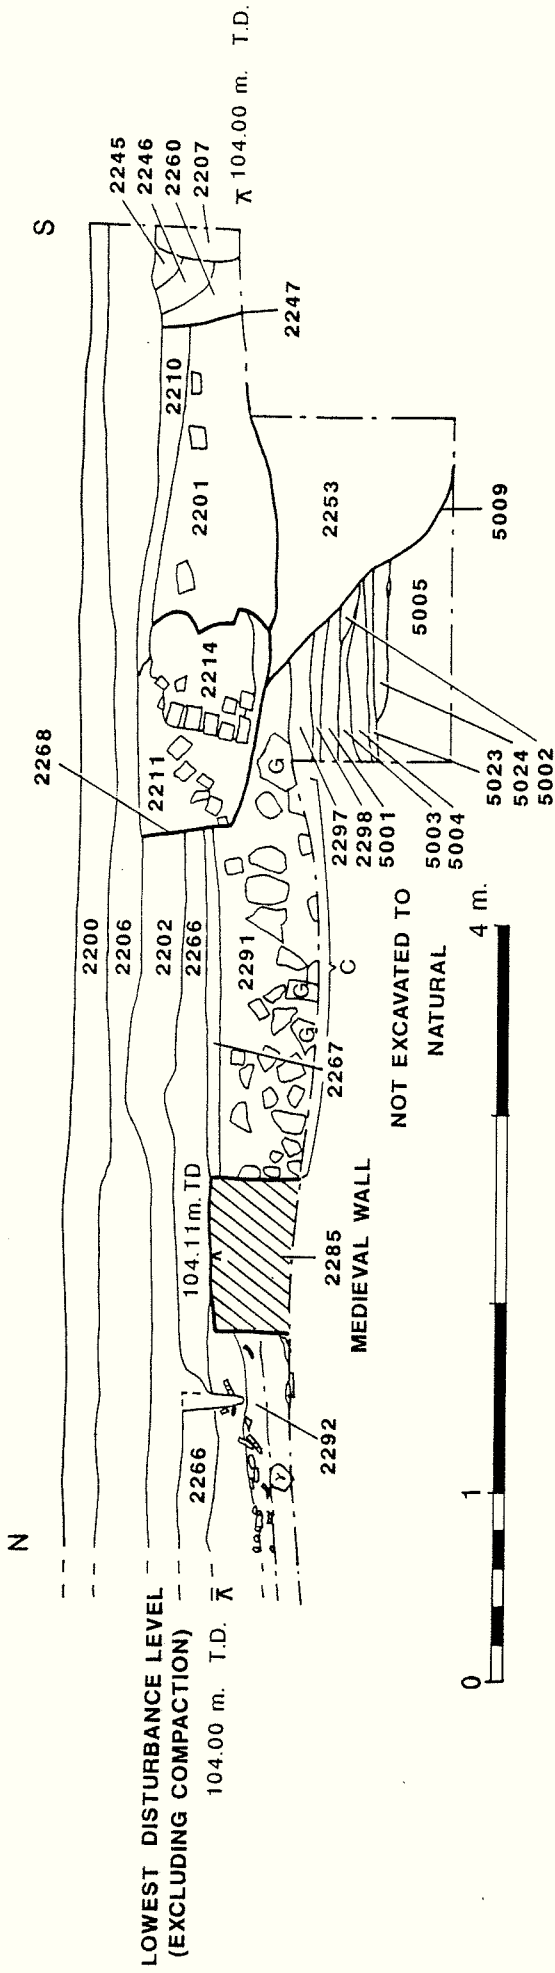 N
S
LOWEST DISTURBANCE LEVEL
(EXCLUDING COMPACTION)
104.00 m. T.D.
2200
2206
2202
2266
2266
2268
2211
2214
2201
2210
2245
2246
2260
2207
104.00 m. T.D.
2247
104.11m. TD
2291
G
G
G
C
2267
2285
MEDIEVAL WALL
2292
Y
2253
5009
5005
2297
2298
5001
5003
5004
5023
5024
5002
NOT EXCAVATED TO
NATURAL
0
1
4 m.